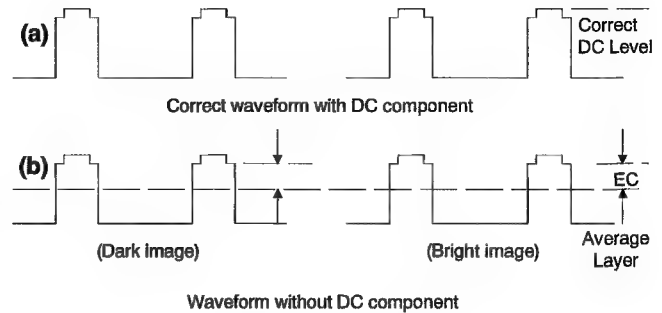 (a)
Correct
DC Level
Correct waveform with DC component
(b)
EC
(Dark image)
(Bright image)
Average
Layer
Waveform without DC component